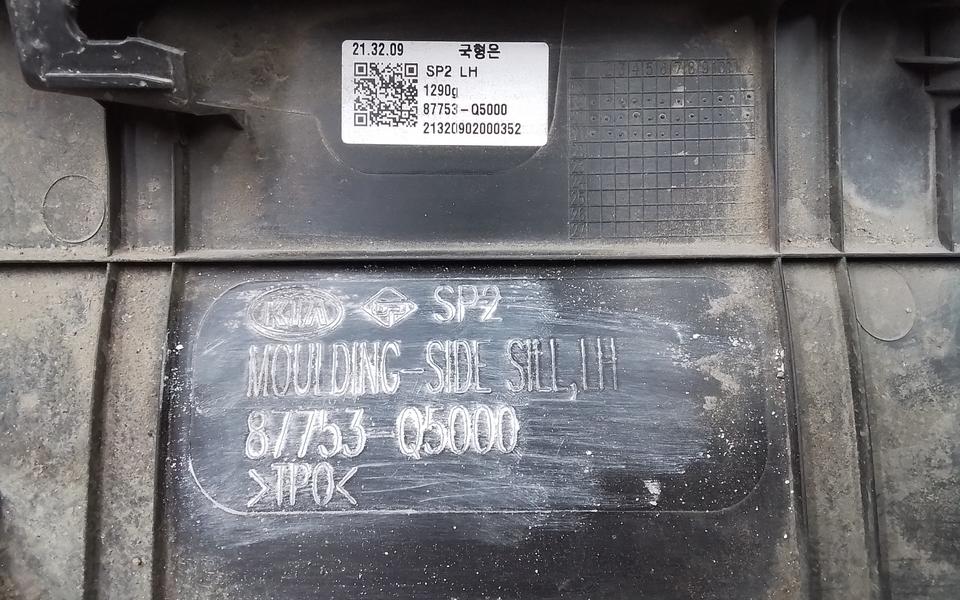 21.32.09 국형은
SP2 LH
1290g
87753-Q5000
21320902000352
KIA SP2
MOULDING-SIDE SILL,LH
87753-Q5000
>TPO<